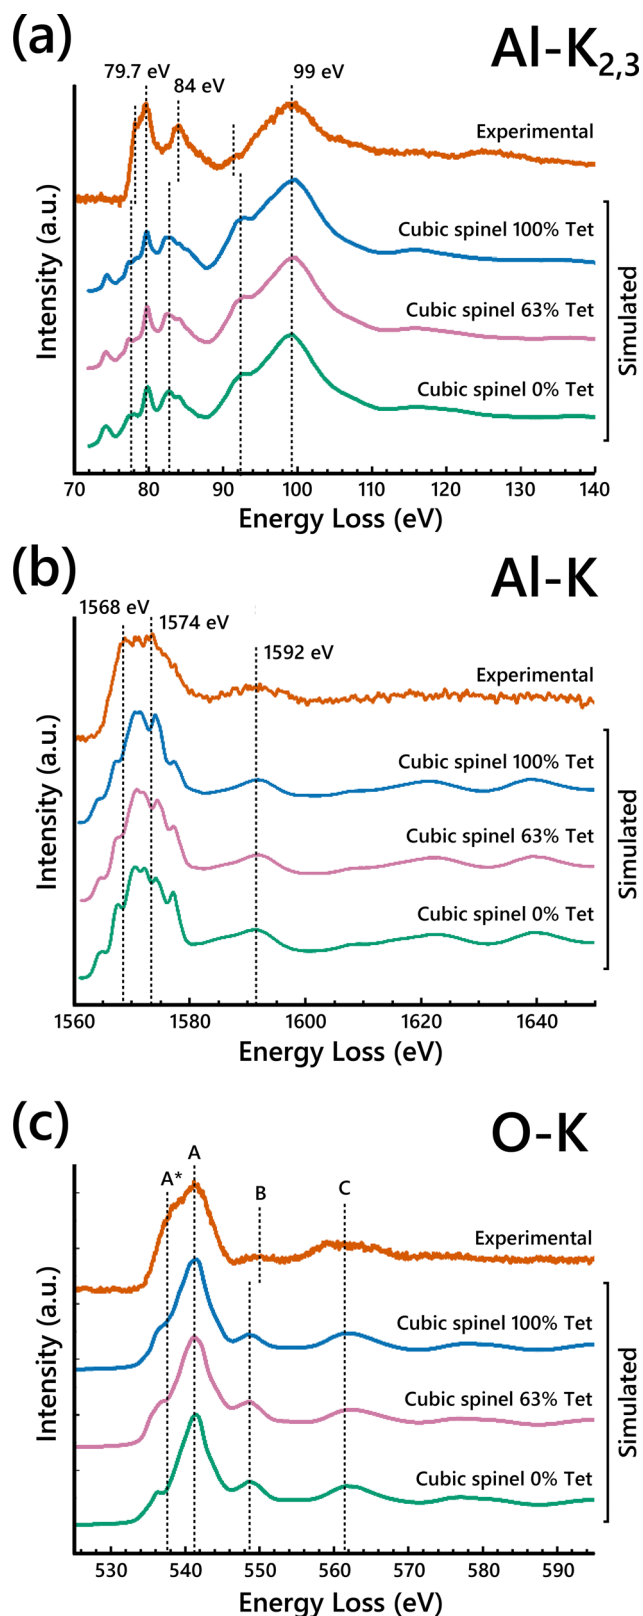 (a)
Al-K2,3
79.7 eV
84 eV
99 eV
Experimental
Cubic spinel 100% Tet
Cubic spinel 63% Tet
Cubic spinel 0% Tet
Simulated
Intensity (a.u.)
70 80 90 100 110 120 130 140
Energy Loss (eV)
(b)
Al-K
1568 eV
1574 eV
1592 eV
Experimental
Cubic spinel 100% Tet
Cubic spinel 63% Tet
Cubic spinel 0% Tet
Simulated
Intensity (a.u.)
1560 1580 1600 1620 1640
Energy Loss (eV)
(c)
O-K
A*
A
B
C
Experimental
Cubic spinel 100% Tet
Cubic spinel 63% Tet
Cubic spinel 0% Tet
Simulated
Intensity (a.u.)
530 540 550 560 570 580 590
Energy Loss (eV)